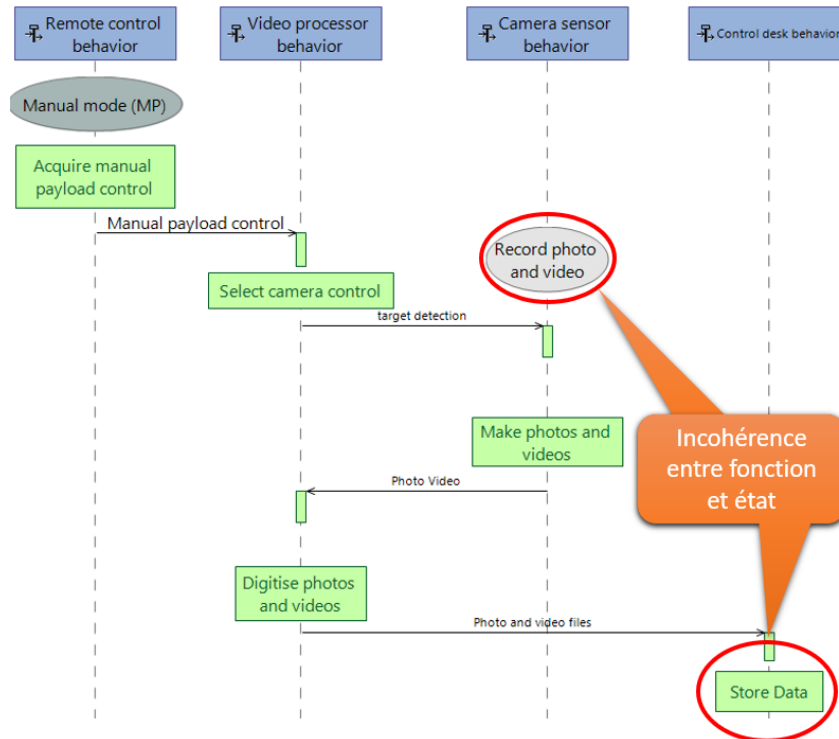 Remote control
behavior
Video processor
behavior
Camera sensor
behavior
Control desk behavior
Manual mode (MP)
Acquire manual
payload control
Manual payload control
Record photo
and video
Select camera control
target detection
Make photos and
videos
Incohérence
entre fonction
et état
Photo Video
Digitise photos
and videos
Photo and video files
Store Data